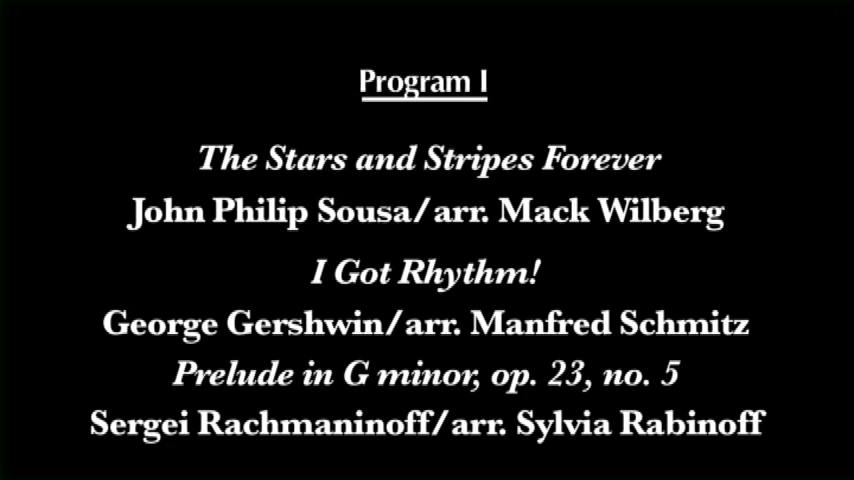 Program I
The Stars and Stripes Forever
John Philip Sousa/arr. Mack Wilberg
I Got Rhythm!
George Gershwin/arr. Manfred Schmitz
Prelude in G minor, op. 23, no. 5
Sergei Rachmaninoff/arr. Sylvia Rabinoff